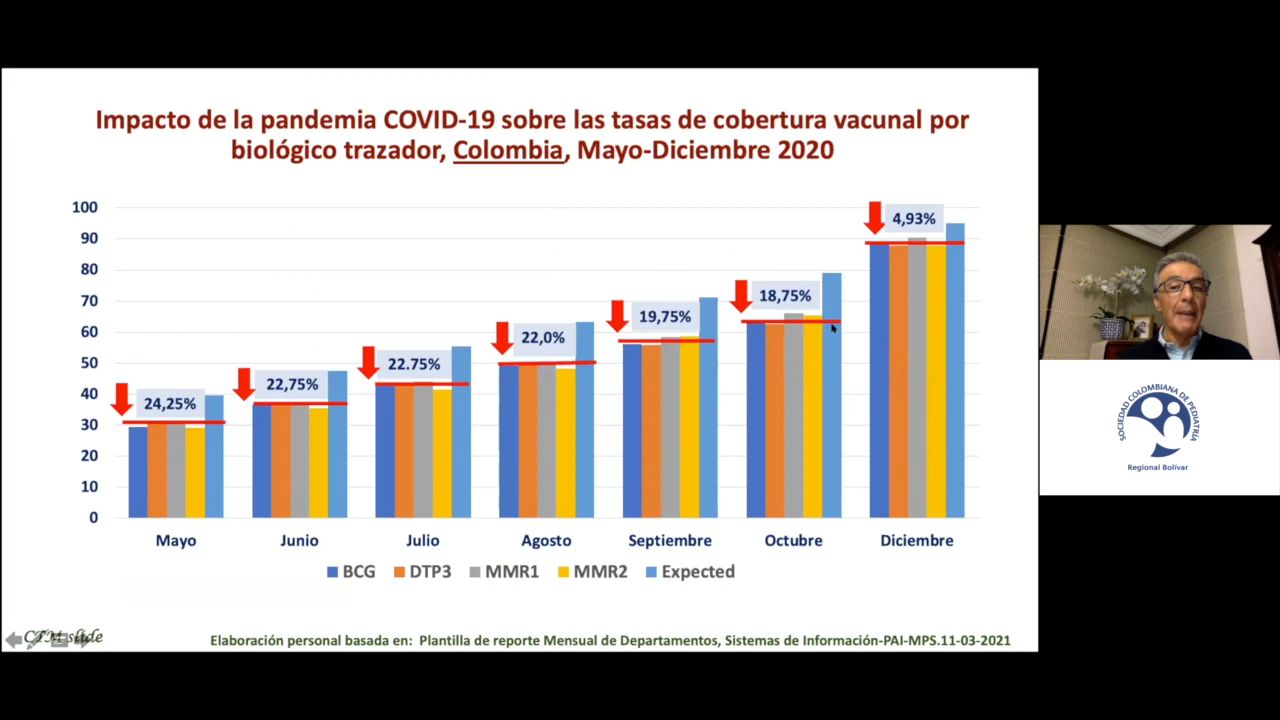 Impacto de la pandemia COVID-19 sobre las tasas de cobertura vacunal por
biológico trazador, Colombia, Mayo-Diciembre 2020
100
90
80
70
60
50
40
30
20
10
0
24,25%
22,75%
22.75%
22,0%
19,75%
18,75%
4,93%
Mayo
Junio
Julio
Agosto
Septiembre
Octubre
Diciembre
BCG
DTP3
MMR1
MMR2
Expected
CTM slide
Elaboración personal basada en: Plantilla de reporte Mensual de Departamentos, Sistemas de Información-PAI-MPS.11-03-2021
SOCIEDAD COLOMBIANA DE PEDIATRÍA
Regional Bolívar